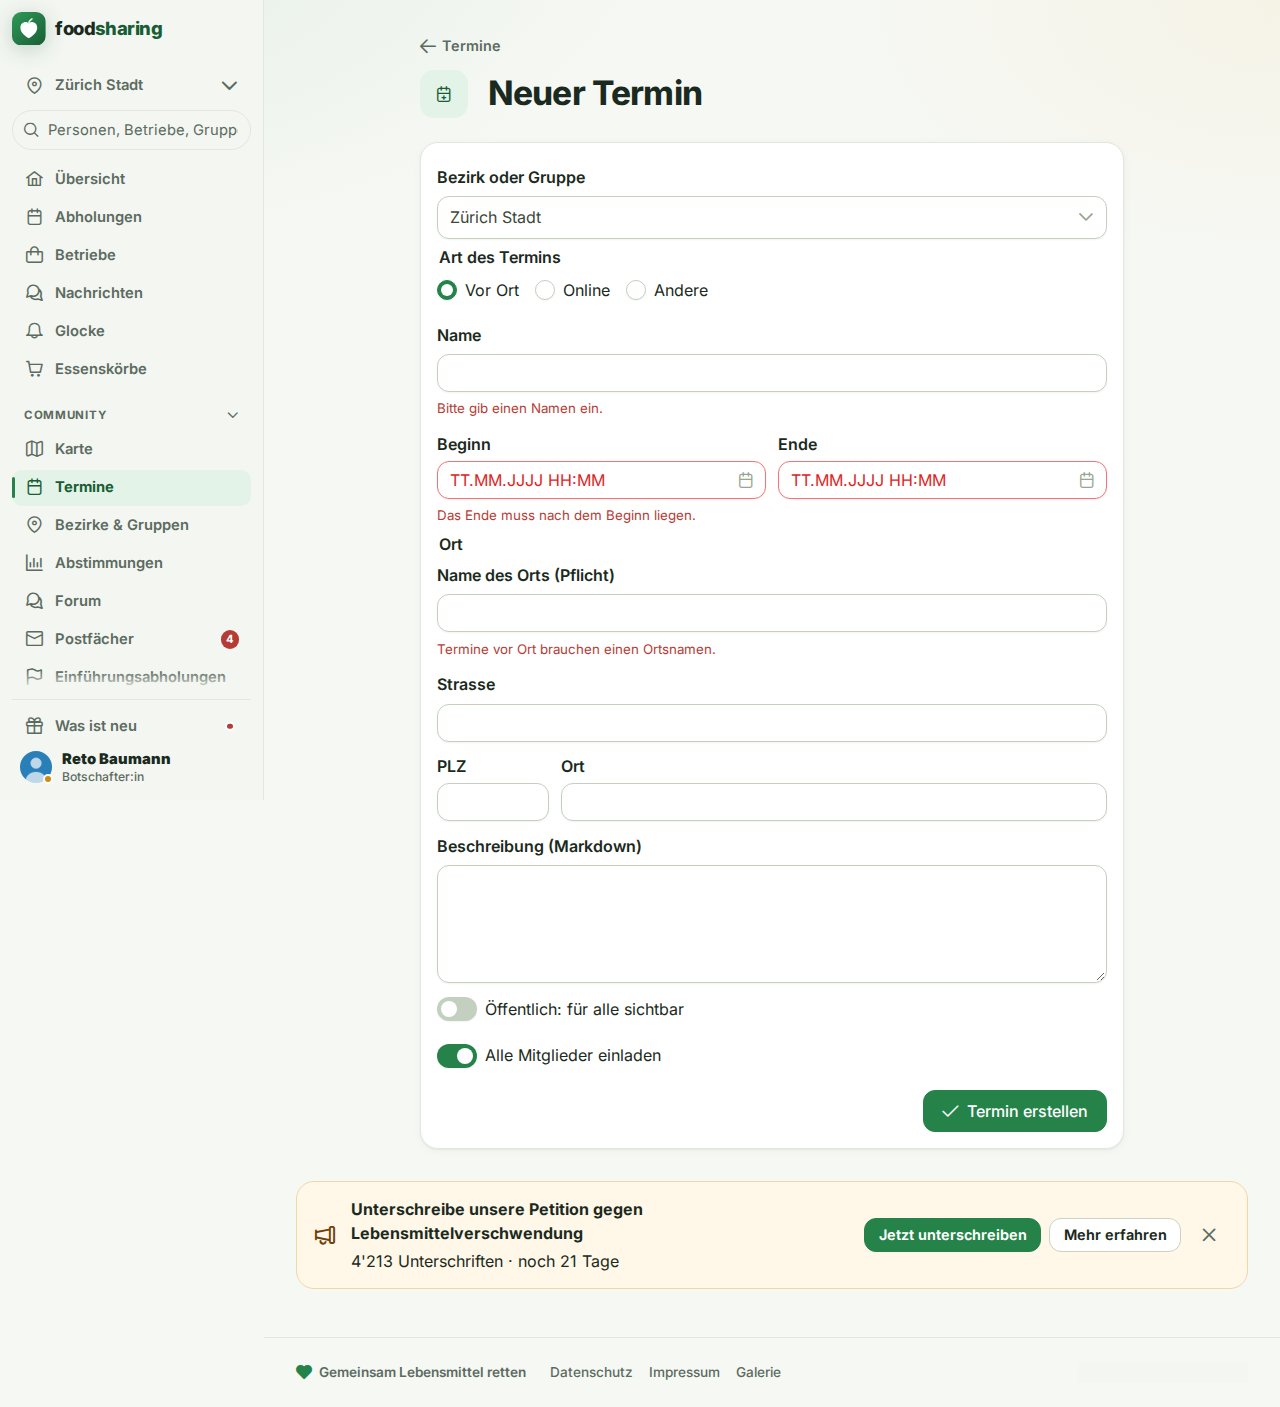 foodsharing
Zürich Stadt
Personen, Betriebe, Grupp
Übersicht
Abholungen
Betriebe
Nachrichten
Glocke
Essenskörbe
COMMUNITY
Karte
Termine
Bezirke & Gruppen
Abstimmungen
Forum
Postfächer 4
Einführungsabholungen
Was ist neu
Reto Baumann
Botschafter:in
Termine
Neuer Termin
Bezirk oder Gruppe
Zürich Stadt
Art des Termins
Vor Ort Online Andere
Name
Bitte gib einen Namen ein.
Beginn Ende
TT.MM.JJJJ HH:MM TT.MM.JJJJ HH:MM
Das Ende muss nach dem Beginn liegen.
Ort
Name des Orts (Pflicht)
Termine vor Ort brauchen einen Ortsnamen.
Strasse
PLZ Ort
Beschreibung (Markdown)
Öffentlich: für alle sichtbar
Alle Mitglieder einladen
Termin erstellen
Unterschreibe unsere Petition gegen
Lebensmittelverschwendung
4'213 Unterschriften · noch 21 Tage
Jetzt unterschreiben Mehr erfahren
Gemeinsam Lebensmittel retten Datenschutz Impressum Galerie